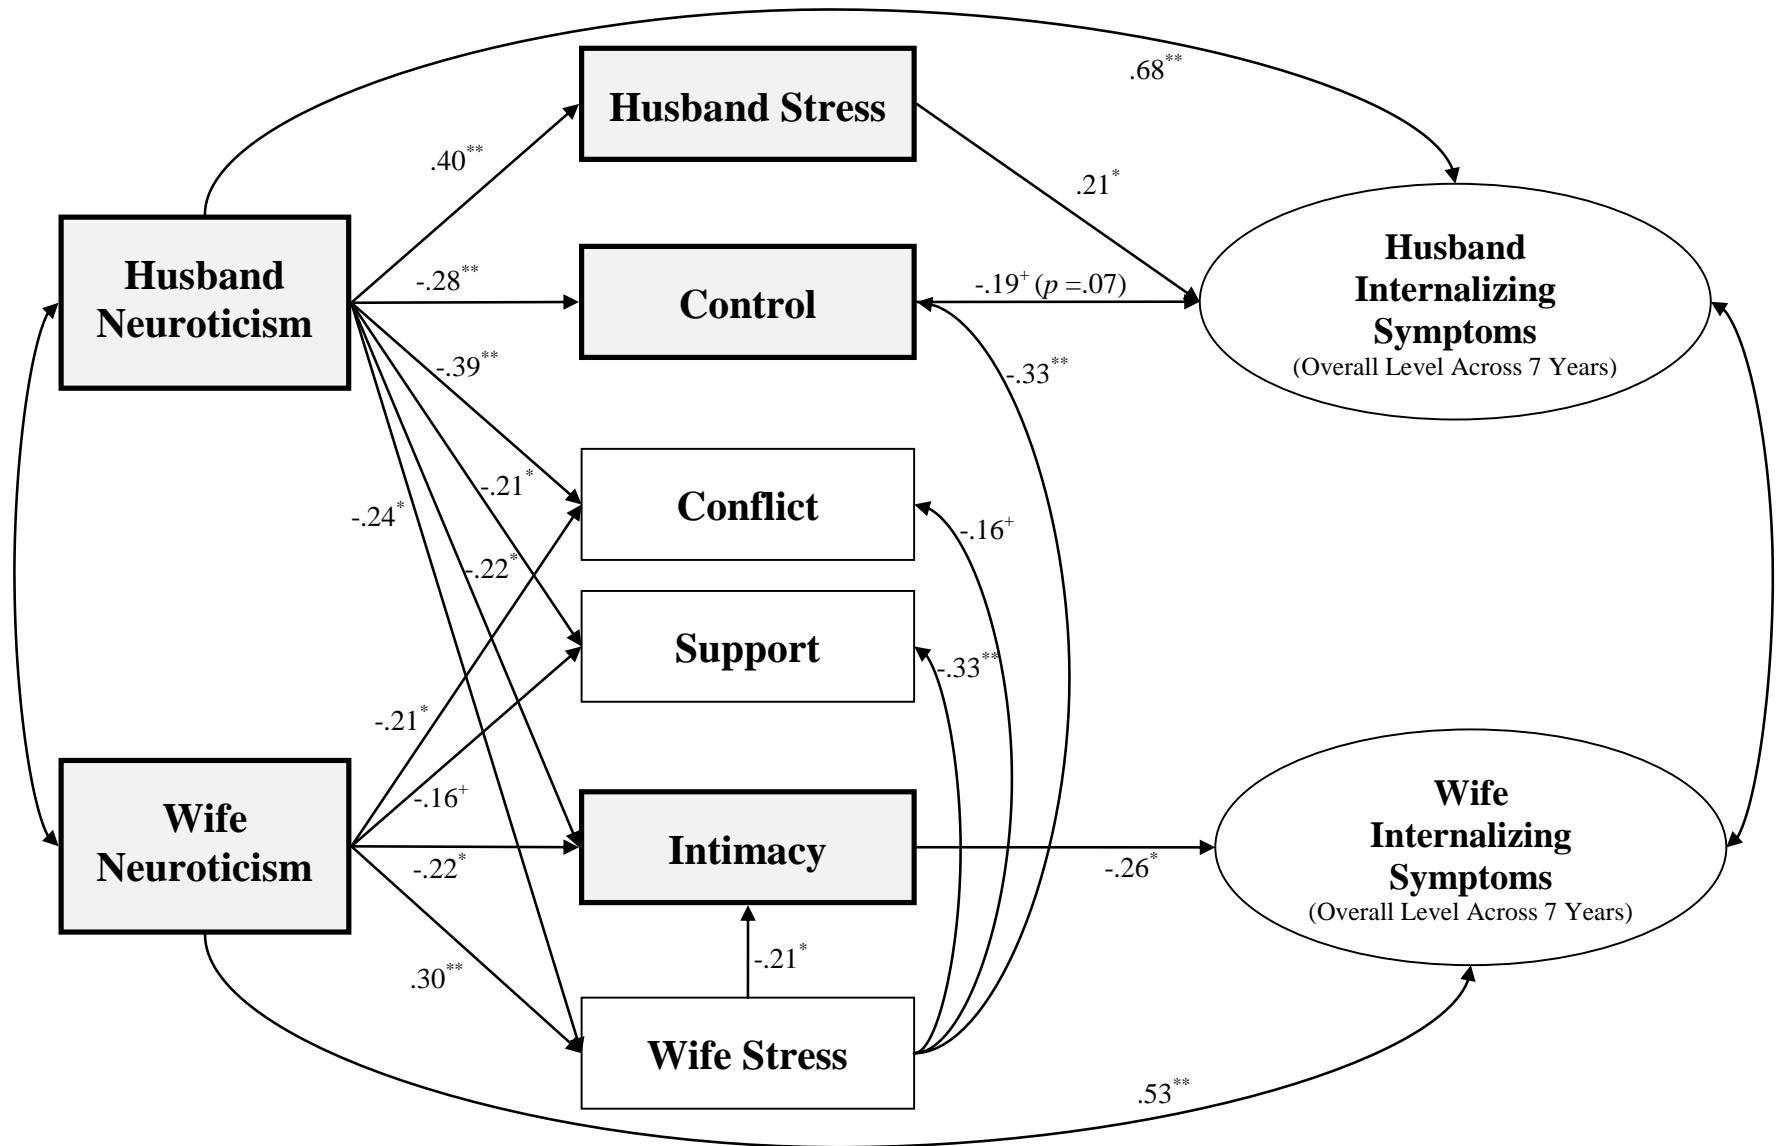 .68**
Husband Stress
.40**
.21*
Husband
Neuroticism
-.28**
Control
-.19+ (p =.07)
Husband
Internalizing
Symptoms
(Overall Level Across 7 Years)
-.39**
-.33**
-.21*
-.24*
Conflict
-.16+
-.22*
Support
-.33**
-.21*
-.16+
Wife
Neuroticism
Intimacy
-.22*
-.26*
Wife
Internalizing
Symptoms
(Overall Level Across 7 Years)
-.21*
.30**
Wife Stress
.53**